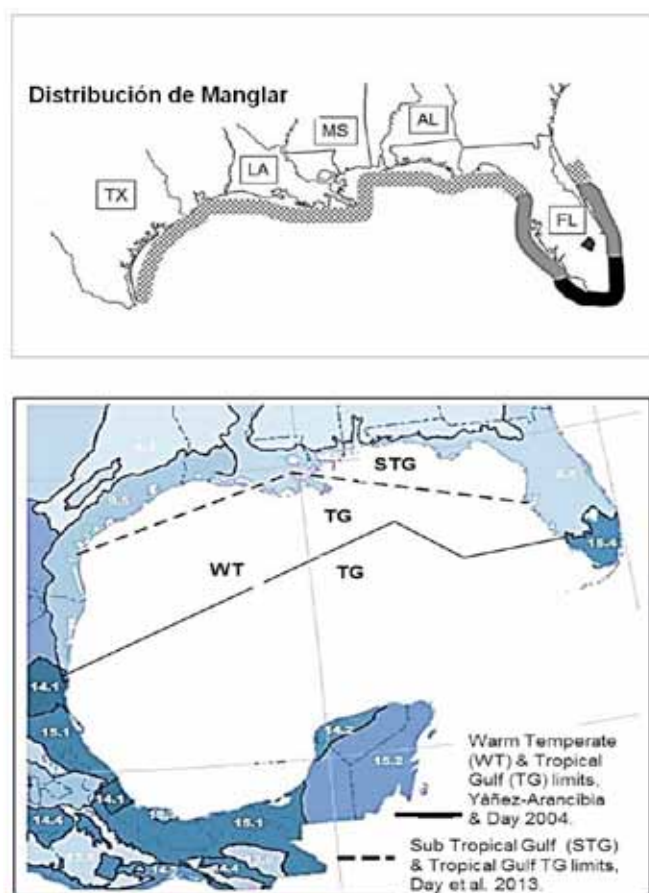 Distribución de Manglar
AL
MS
LA
TX
FL
STG
TG
15.4
WT
TG
14.1
15.1
14.2
15.2
14.1
14.4
15.1
Warm Temperate
(WT) & Tropical
Gulf (TG) limits,
Yáñez-Arancibia
& Day 2004.
Sub Tropical Gulf (STG)
& Tropical Gulf TG limits,
Day et al. 2013